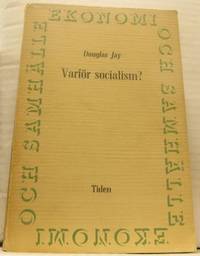 EKONOMI
OCH SAMHÄLLE
Douglas Jay
Varför socialism?
Tiden
OCH SAMHÄLLE
EKONOMI